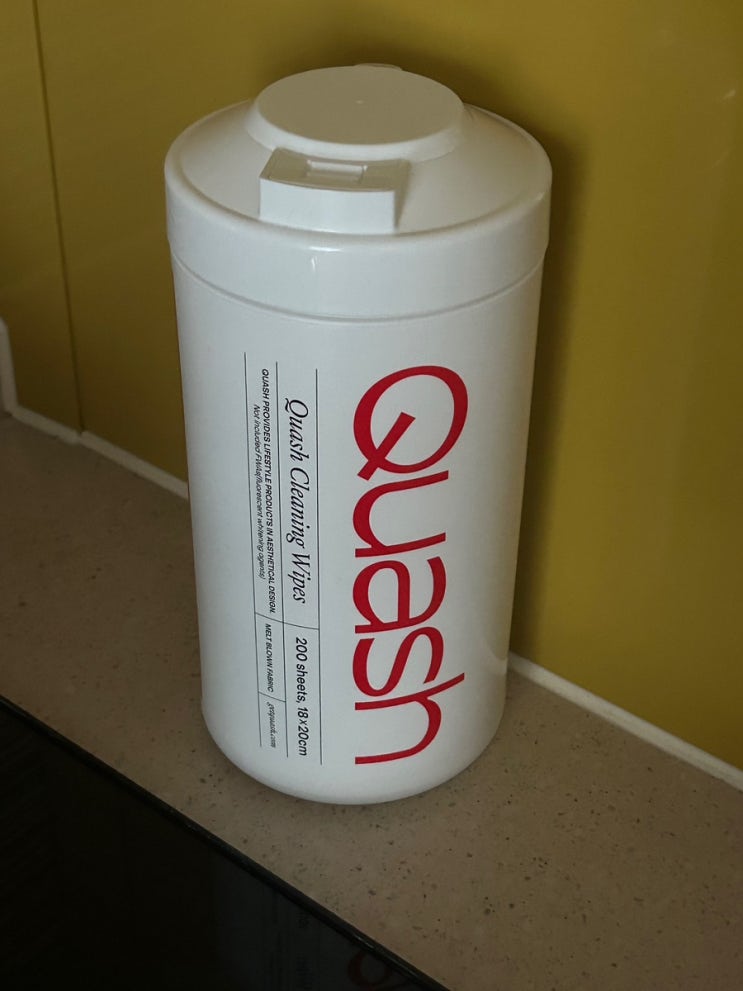 Quash
Quash Cleaning Wipes
200 sheets, 18×20cm
QUASH PROVIDES LIFESTYLE PRODUCTS IN AESTHETICAL DESIGN.
Not included FWAs(fluorescent whitening agents)
MELT BLOWN FABRIC